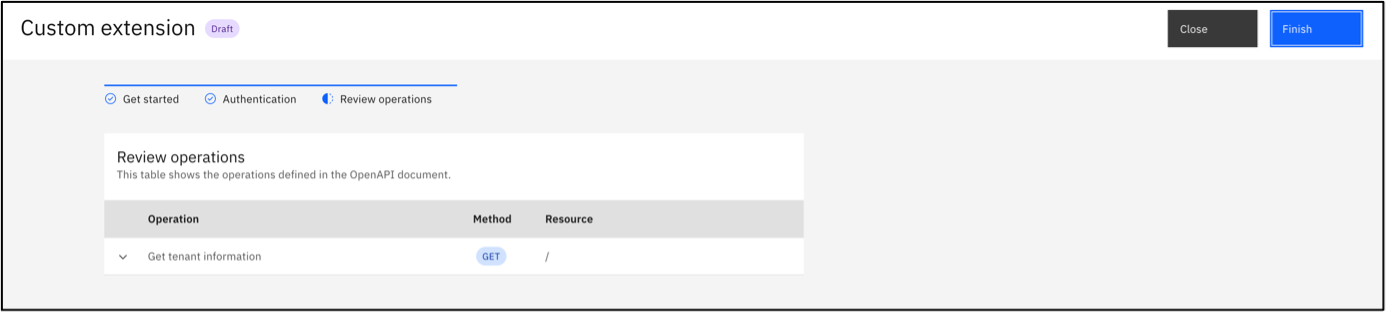 Custom extension Draft Close Finish
Get started Authentication Review operations
Review operations
This table shows the operations defined in the OpenAPI document.
Operation Method Resource
Get tenant information GET /